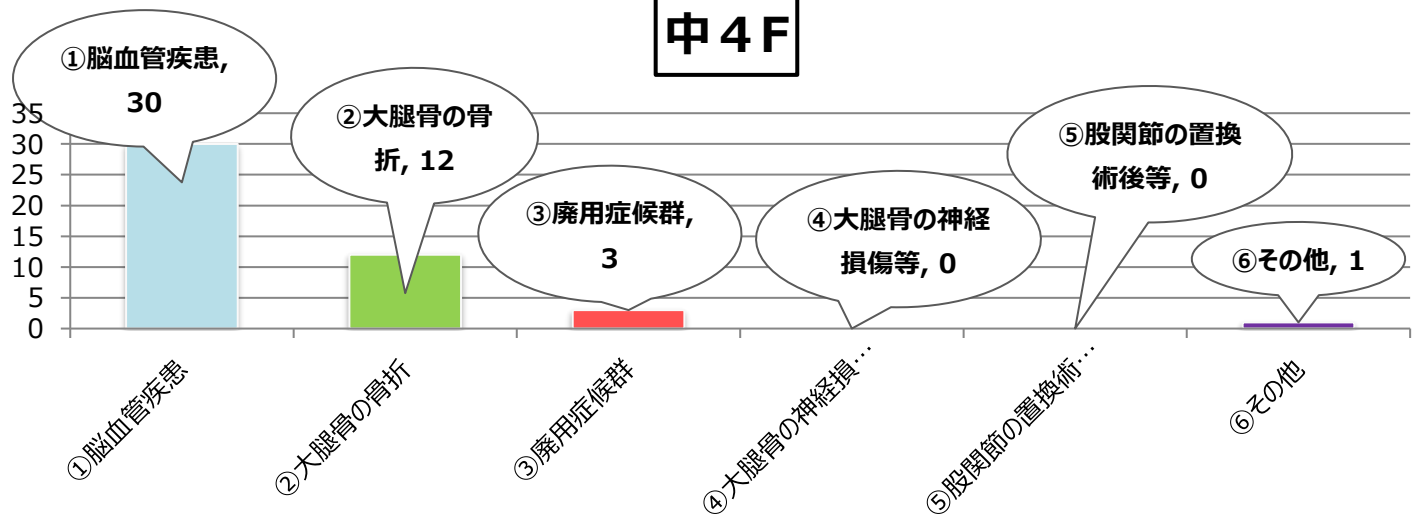 中４F
①脳血管疾患,
30
②大腿骨の骨
折, 12
③廃用症候群,
3
④大腿骨の神経
損傷等, 0
⑤股関節の置換
術後等, 0
⑥その他, 1
35
30
25
20
15
10
5
0
①脳血管疾患
②大腿骨の骨折
③廃用症候群
④大腿骨の神経損…
⑤股関節の置換術…
⑥その他